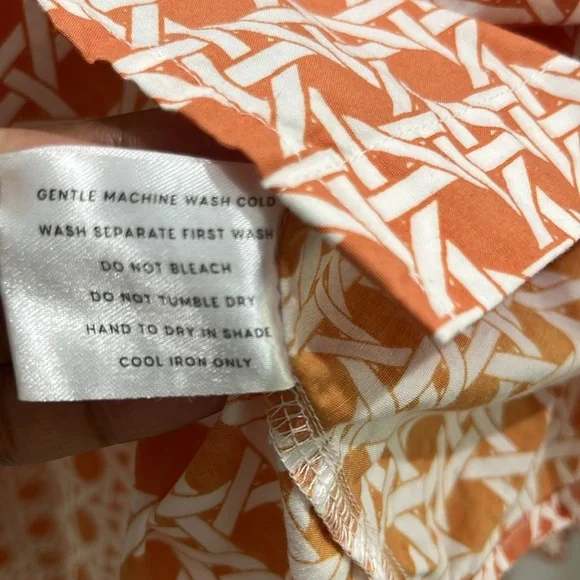 GENTLE MACHINE WASH COLD
WASH SEPARATE FIRST WASH
DO NOT BLEACH
DO NOT TUMBLE DRY
HAND TO DRY IN SHADE
COOL IRON ONLY